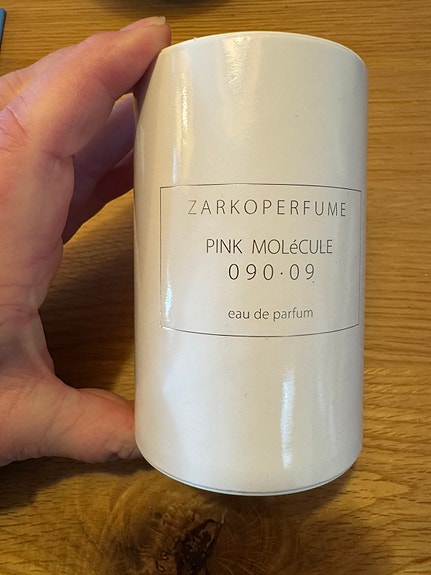 ZARKOPERFUME
PINK MOLéCULE
090·09
eau de parfum